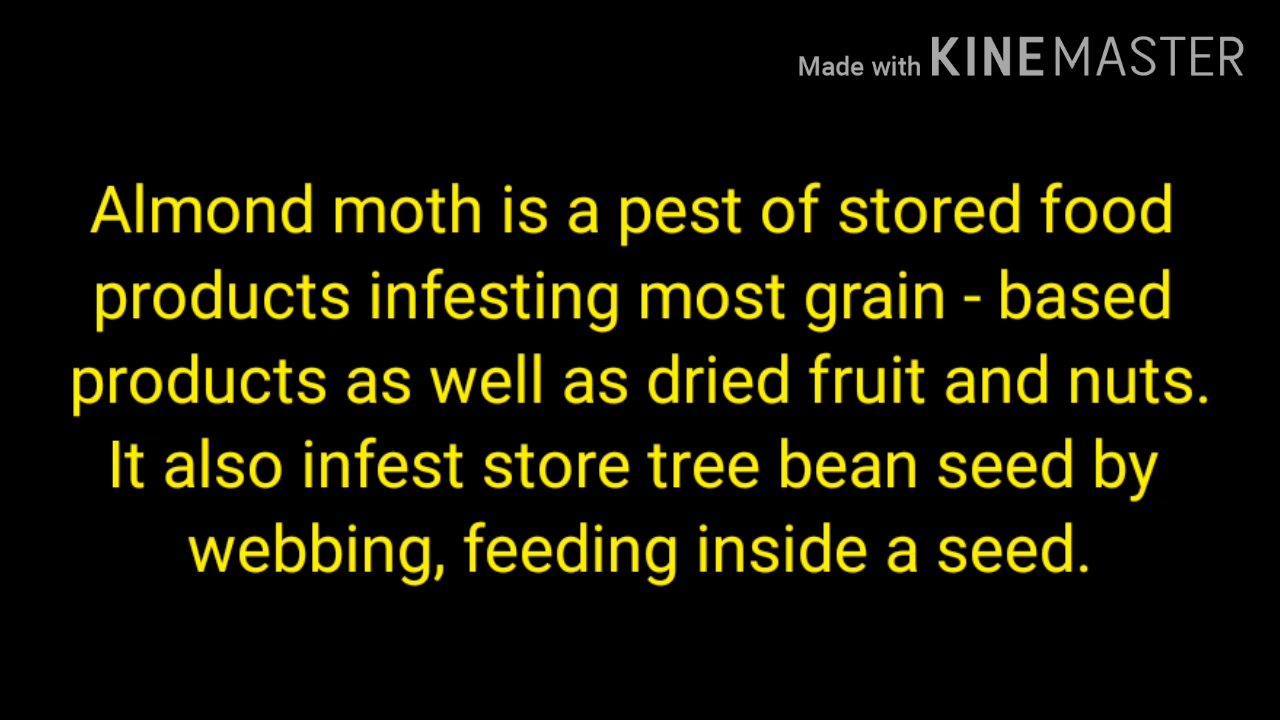 Made with KINEMASTER
Almond moth is a pest of stored food
products infesting most grain - based
products as well as dried fruit and nuts.
It also infest store tree bean seed by
webbing, feeding inside a seed.